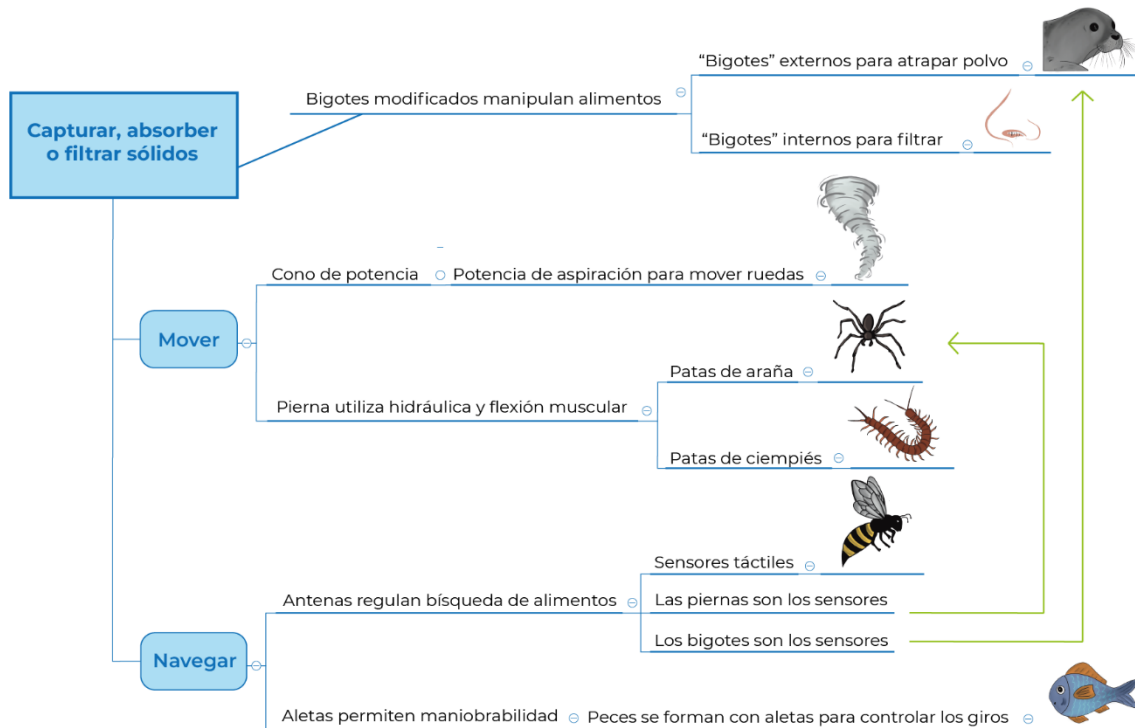 Capturar, absorber
o filtrar sólidos
Bigotes modificados manipulan alimentos
“Bigotes” externos para atrapar polvo
“Bigotes” internos para filtrar
Mover
Cono de potencia
Potencia de aspiración para mover ruedas
Pierna utiliza hidráulica y flexión muscular
Patas de araña
Patas de ciempiés
Navegar
Antenas regulan bísqueda de alimentos
Sensores táctiles
Las piernas son los sensores
Los bigotes son los sensores
Aletas permiten maniobrabilidad
Peces se forman con aletas para controlar los giros